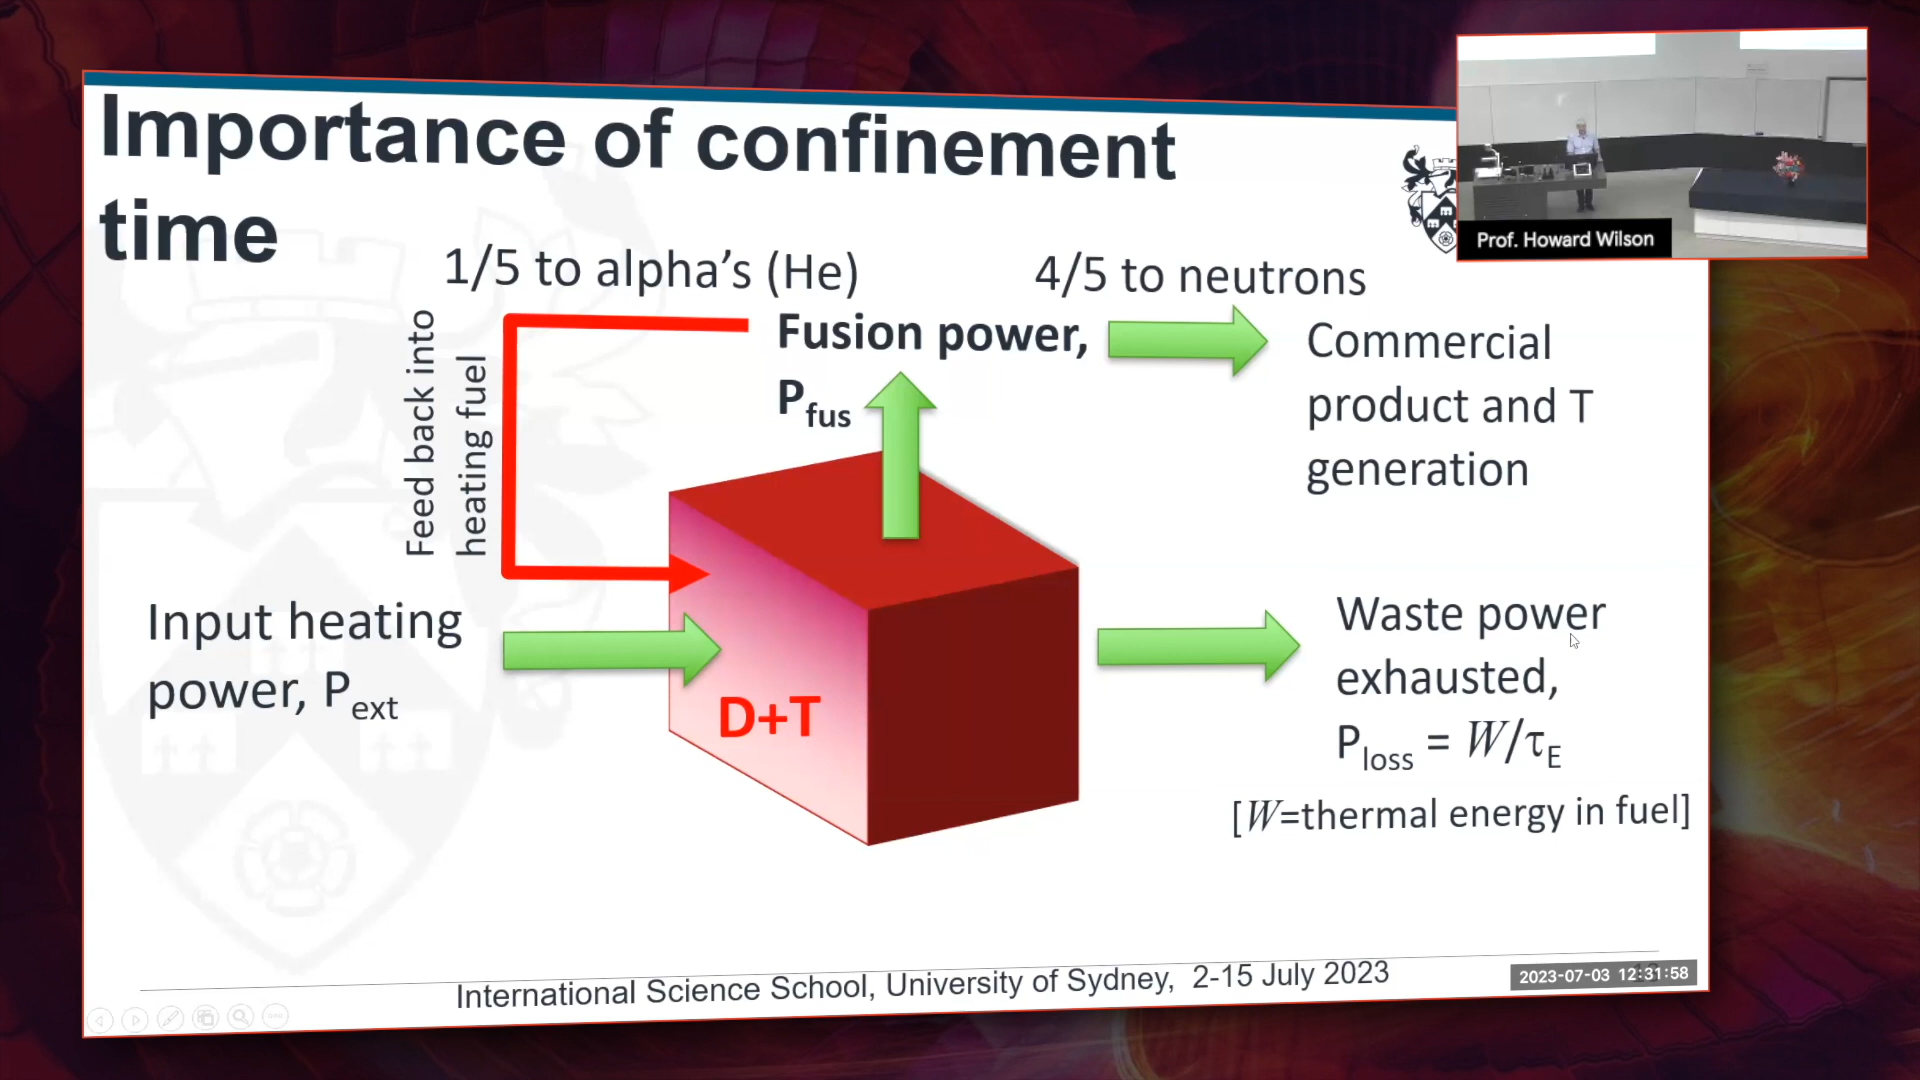 Importance of confinement
time
1/5 to alpha’s (He)
4/5 to neutrons
Feed back into
heating fuel
Fusion power,
Pfus
Commercial
product and T
generation
Input heating
power, Pext
D+T
Waste power
exhausted,
Ploss = W/τE
[W=thermal energy in fuel]
International Science School, University of Sydney, 2-15 July 2023
2023-07-03 12:31:58
Prof. Howard Wilson